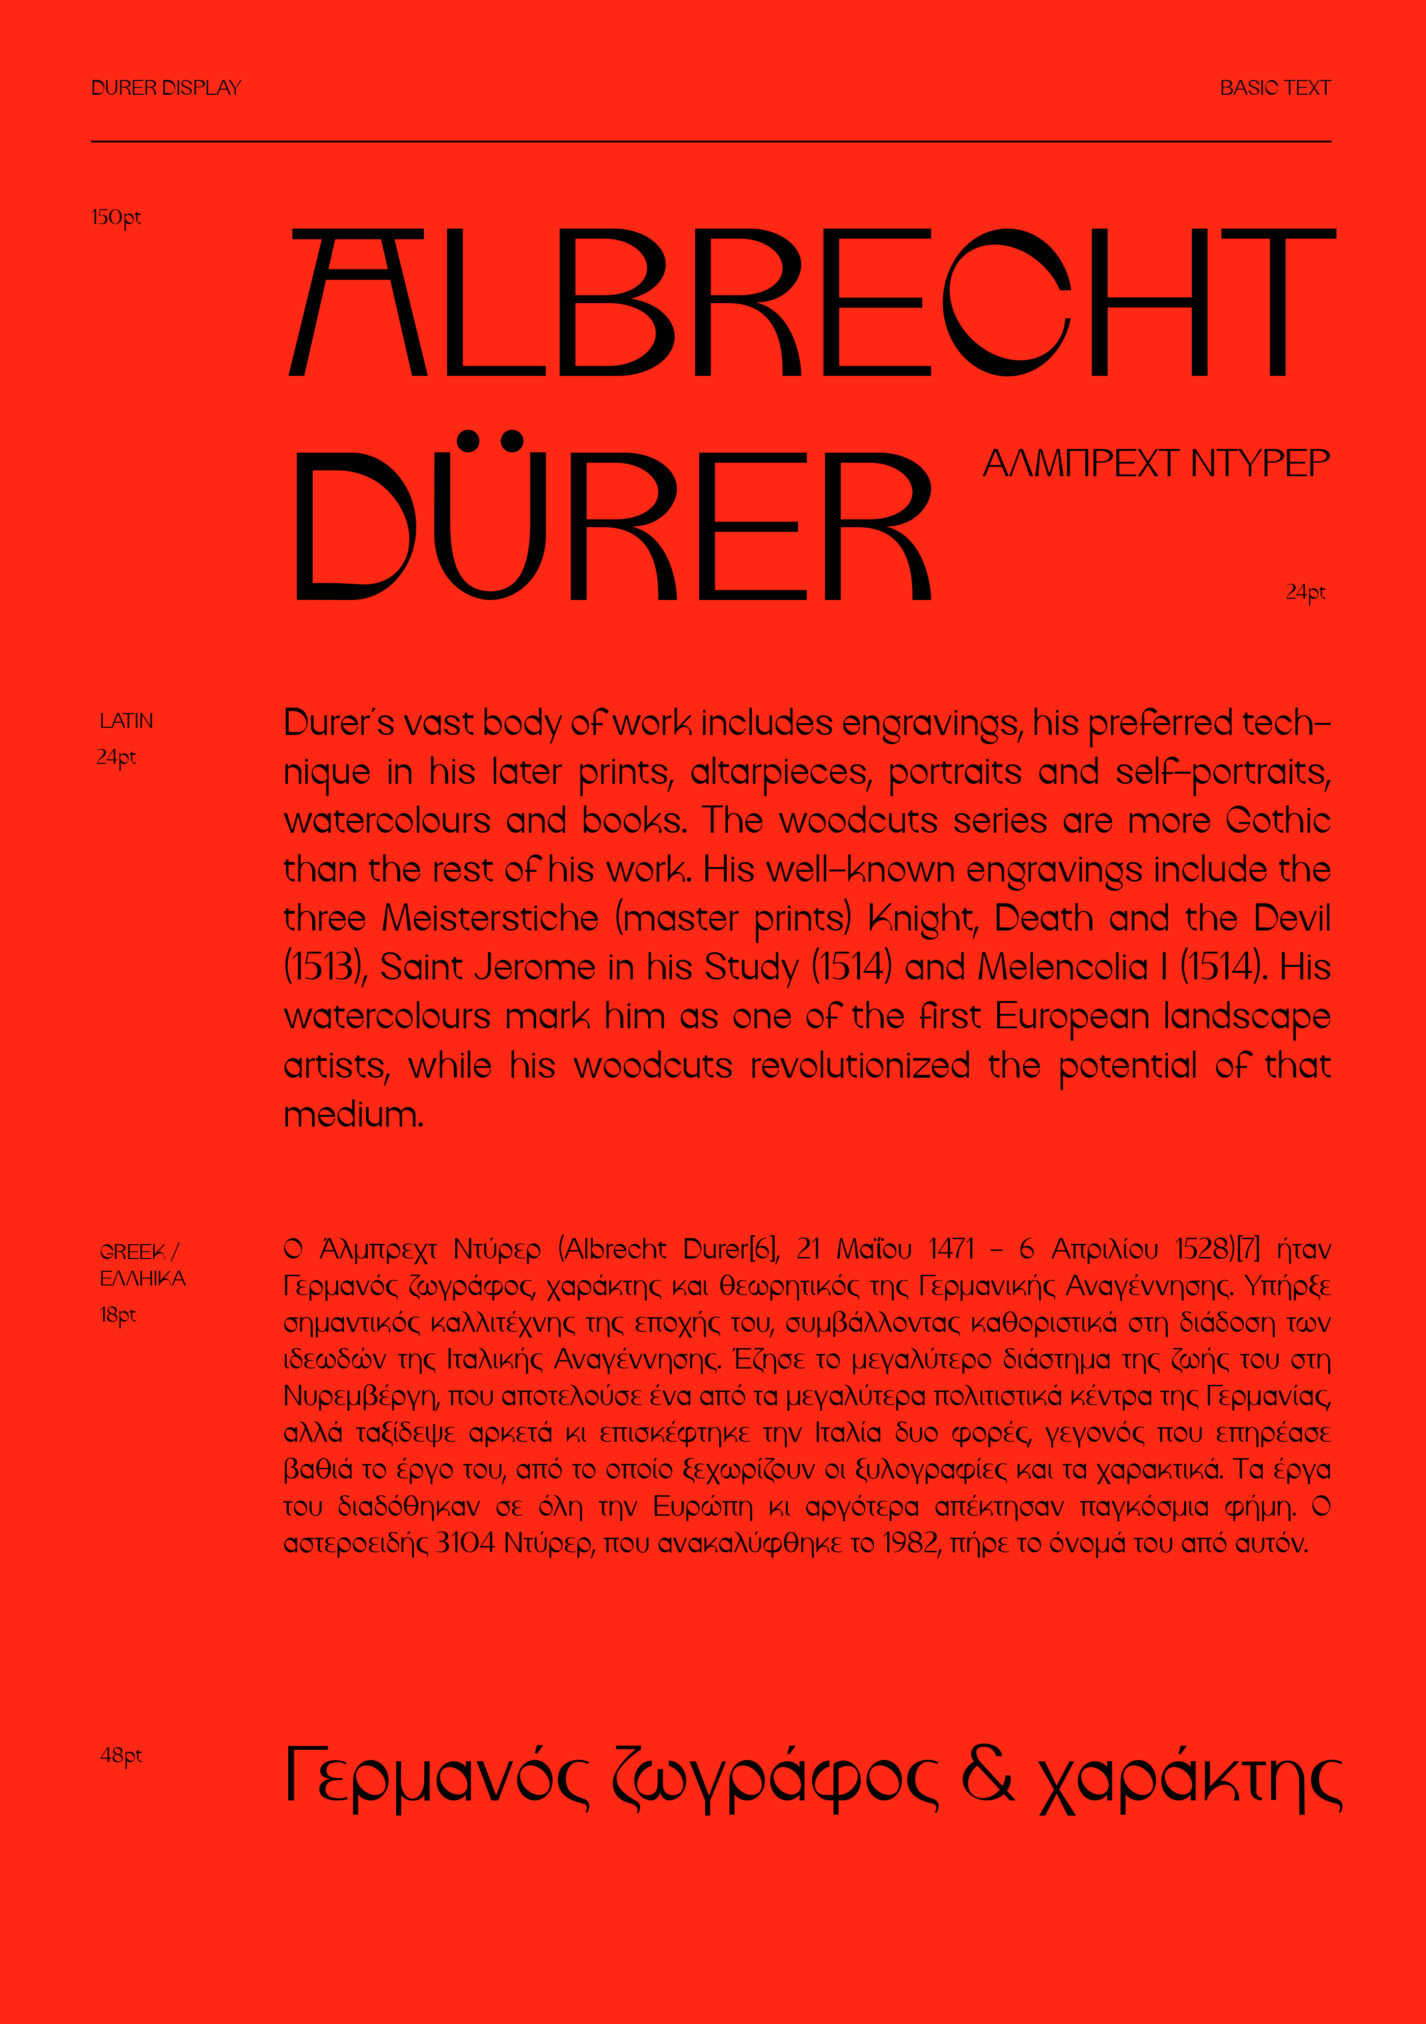 DURER DISPLAY
BASIC TEXT
150pt
ALBRECHT
DÜRER
ΑΛΜΠΡΕΧΤ ΝΤΥΡΕΡ
24pt
LATIN
24pt
Durer´s vast body of work includes engravings, his preferred tech–
nique in his later prints, altarpieces, portraits and self–portraits,
watercolours and books. The woodcuts series are more Gothic
than the rest of his work. His well–known engravings include the
three Meisterstiche (master prints) Knight, Death and the Devil
(1513), Saint Jerome in his Study (1514) and Melencolia I (1514). His
watercolours mark him as one of the first European landscape
artists, while his woodcuts revolutionized the potential of that
medium.
GREEK /
ΕΛΛΗΙΚΑ
18pt
Ο Άλμπρεχτ Ντύρερ (Albrecht Durer[6], 21 Μαΐου 1471 – 6 Απριλίου 1528)[7] ήταν
Γερμανός ζωγράφος, χαράκτης και θεωρητικός της Γερμανικής Αναγέννησης. Υπήρξε
σημαντικός καλλιτέχνης της εποχής του, συμβάλλοντας καθοριστικά στη διάδοση των
ιδεωδών της Ιταλικής Αναγέννησης. Έζησε το μεγαλύτερο διάστημα της ζωής του στη
Νυρεμβέργη, που αποτελούσε ένα από τα μεγαλύτερα πολιτιστικά κέντρα της Γερμανίας,
αλλά ταξίδεψε αρκετά κι επισκέφτηκε την Ιταλία δυο φορές, γεγονός που επηρέασε
βαθιά το έργο του, από το οποίο ξεχωρίζουν οι ξυλογραφίες και τα χαρακτικά. Τα έργα
του διαδόθηκαν σε όλη την Ευρώπη κι αργότερα απέκτησαν παγκόσμια φήμη. Ο
αστεροειδής 3104 Ντύρερ, που ανακαλύφθηκε το 1982, πήρε το όνομά του από αυτόν.
48pt
Γερμανός ζωγράφος & χαράκτης